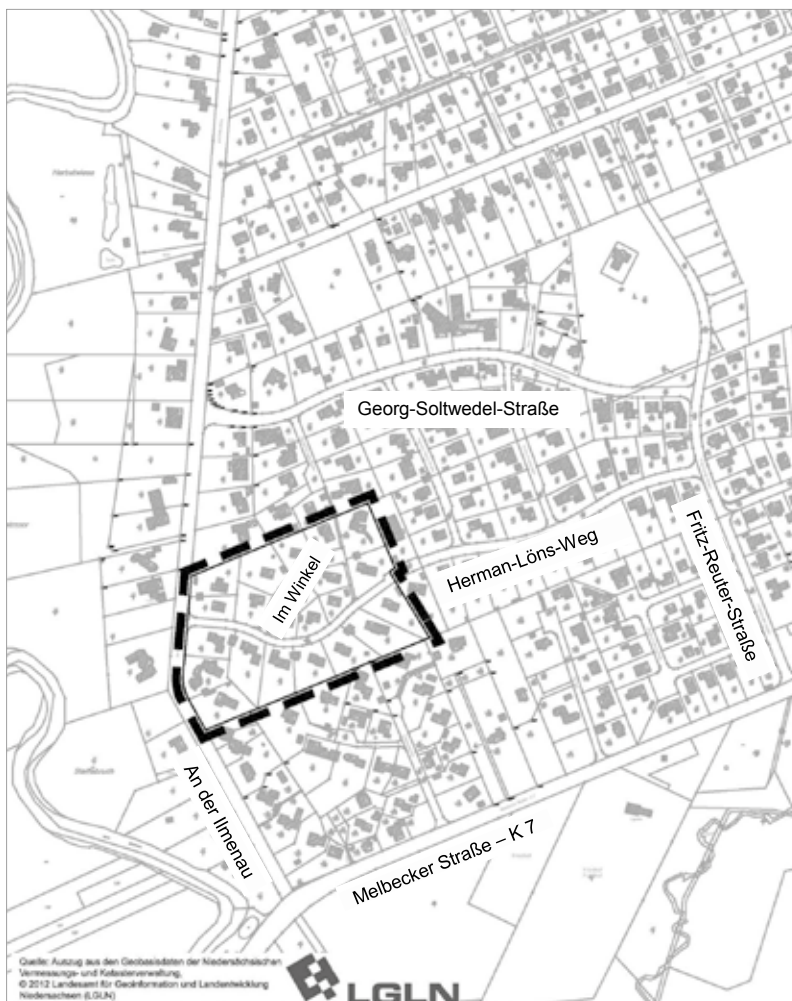 Georg-Soltwedel-Straße
Herman-Löns-Weg
Im Winkel
Fritz-Reuter-Straße
An der Ilmenau
Melbecker Straße – K 7
Quelle: Auszug aus den Geobasisdaten der Niedersächsischen
Vermessungs- und Katasterverwaltung,
© 2012 Landesamt für Geoinformation und Landentwicklung
Niedersachsen (LGLN)
LGLN